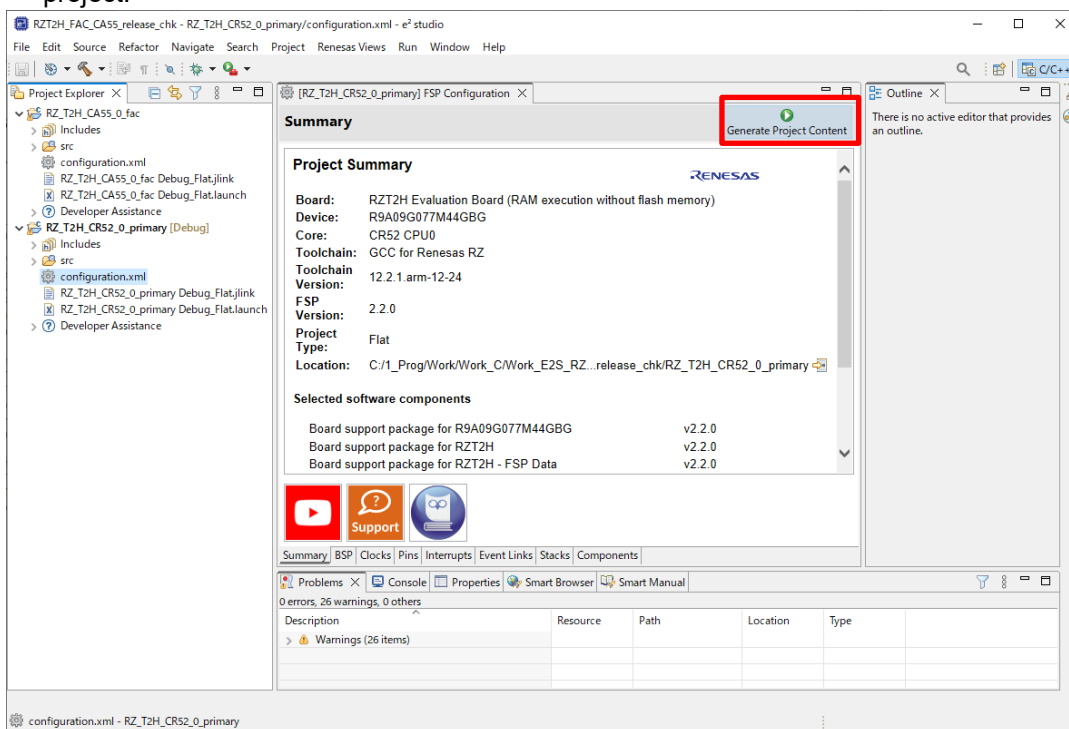 project.
RZT2H_FAC_CA55_release_chk - RZ_T2H_CR52_0_primary/configuration.xml - e² studio
File Edit Source Refactor Navigate Search Project Renesas Views Run Window Help
C/C++
Project Explorer
RZ_T2H_CA55_0_fac
Includes
src
configuration.xml
RZ_T2H_CA55_0_fac Debug_Flat.jlink
RZ_T2H_CA55_0_fac Debug_Flat.launch
Developer Assistance
RZ_T2H_CR52_0_primary [Debug]
Includes
src
configuration.xml
RZ_T2H_CR52_0_primary Debug_Flat.jlink
RZ_T2H_CR52_0_primary Debug_Flat.launch
Developer Assistance
[RZ_T2H_CR52_0_primary] FSP Configuration
Summary
Generate Project Content
Project Summary
RENESAS
Board: RZT2H Evaluation Board (RAM execution without flash memory)
Device: R9A09G077M44GBG
Core: CR52 CPU0
Toolchain: GCC for Renesas RZ
Toolchain Version: 12.2.1.arm-12-24
FSP Version: 2.2.0
Project Type: Flat
Location: C:/1_Prog/Work/Work_C/Work_E2S_RZ...release_chk/RZ_T2H_CR52_0_primary
Selected software components
Board support package for R9A09G077M44GBG v2.2.0
Board support package for RZT2H v2.2.0
Board support package for RZT2H - FSP Data v2.2.0
Support
Summary BSP Clocks Pins Interrupts Event Links Stacks Components
Outline
There is no active editor that provides
an outline.
Problems Console Properties Smart Browser Smart Manual
0 errors, 26 warnings, 0 others
Description Resource Path Location Type
Warnings (26 items)
configuration.xml - RZ_T2H_CR52_0_primary